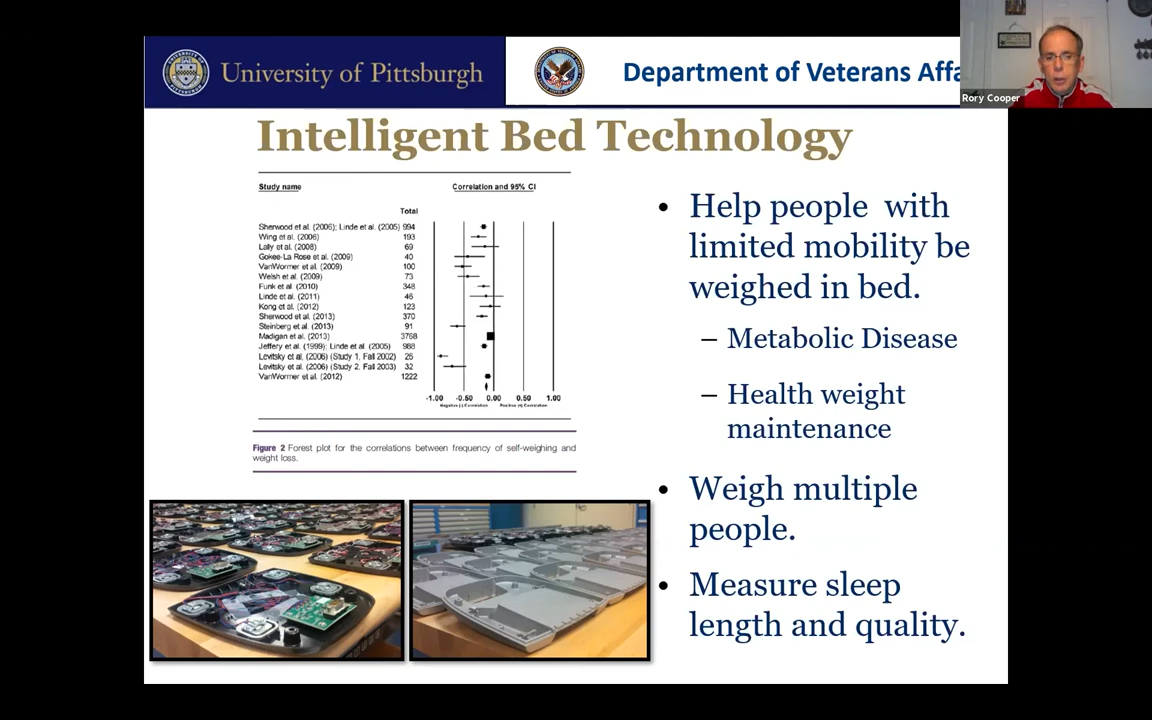 University of Pittsburgh
Department of Veterans Affa
Rory Cooper
Intelligent Bed Technology
Study name
Correlation and 95% CI
Total
Sherwood et al. (2006); Linde et al. (2005) 994
Wing et al. (2006) 193
Lally et al. (2008) 69
Gokee-La Rose et al. (2009) 40
VanWormer et al. (2009) 100
Welsh et al. (2009) 73
Funk et al. (2010) 348
Linde et al. (2011) 46
Kong et al. (2012) 123
Sherwood et al. (2013) 370
Steinberg et al. (2013) 91
Madigan et al. (2013) 3768
Jeffery et al. (1999); Linde et al. (2005) 988
Levitsky et al. (2006) (Study 1, Fall 2002) 25
Levitsky et al. (2006) (Study 2, Fall 2003) 32
VanWormer et al. (2012) 1222
-1.00 -0.50 0.00 0.50 1.00
Negative (-) Correlation Positive (+) Correlation
Figure 2 Forest plot for the correlations between frequency of self-weighing and
weight loss.
• Help people with
limited mobility be
weighed in bed.
– Metabolic Disease
– Health weight
maintenance
• Weigh multiple
people.
• Measure sleep
length and quality.